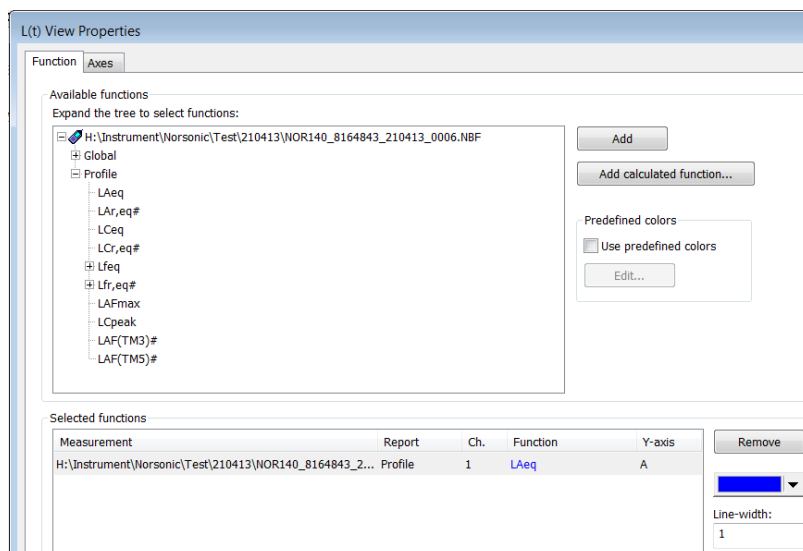 L(t) View Properties
Function Axes
Available functions
Expand the tree to select functions:
H:\Instrument\Norsonic\Test\210413\NOR140_8164843_210413_0006.NBF
Global
Profile
LAeq
LAr,eq#
LCeq
LCr,eq#
Lfeq
Lfr,eq#
LAFmax
LCpeak
LAF(TM3)#
LAF(TM5)#
Add
Add calculated function...
Predefined colors
Use predefined colors
Edit...
Selected functions
Measurement Report Ch. Function Y-axis
H:\Instrument\Norsonic\Test\210413\NOR140_8164843_2... Profile 1 LAeq A
Remove
Line-width:
1